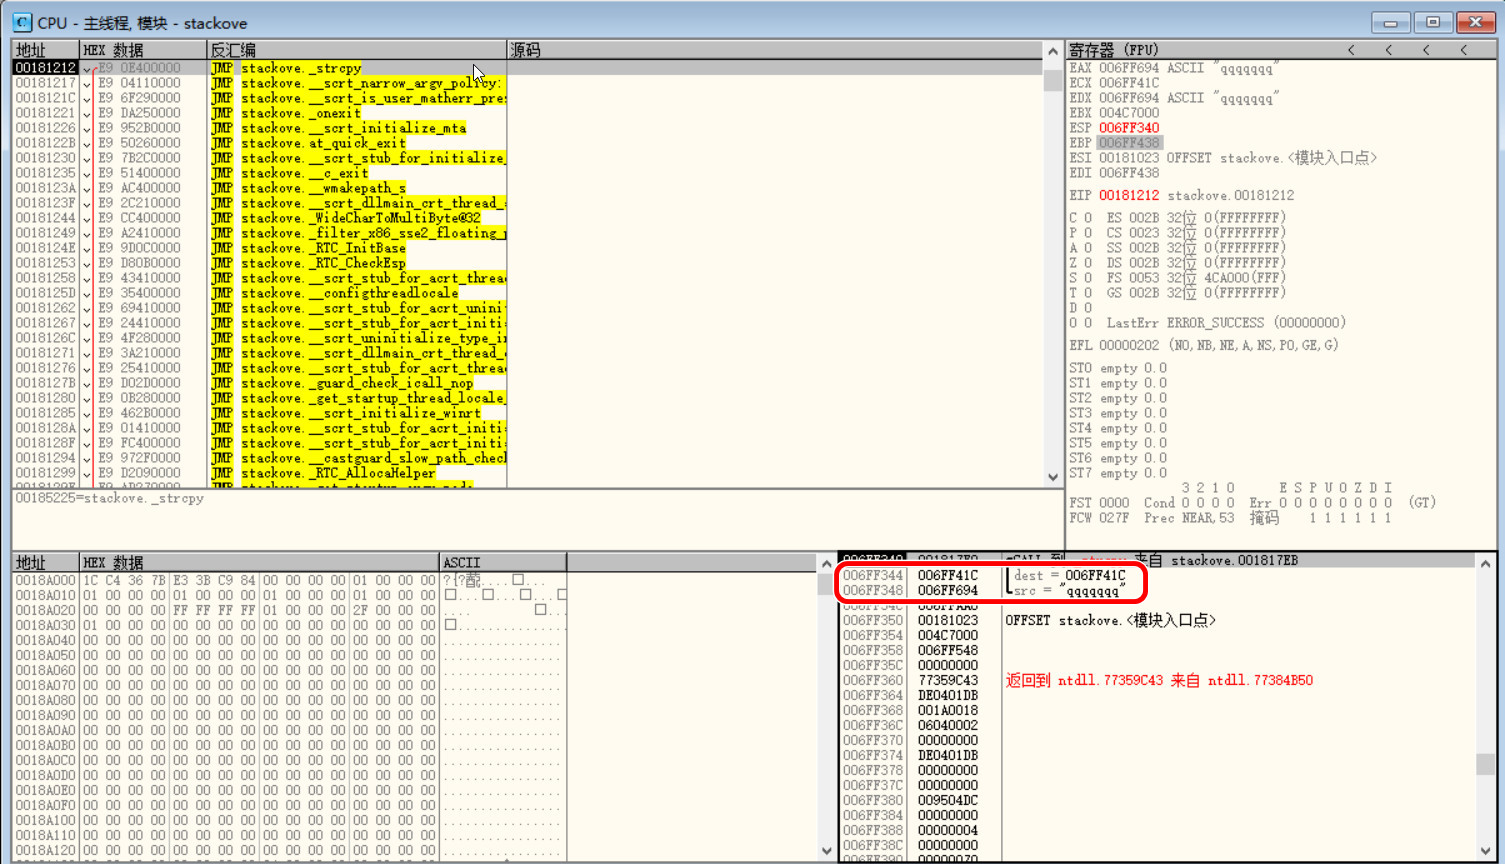 CPU - 主线程, 模块 - stackove
地址 HEX 数据 反汇编 源码
00181212 E9 0E400000 JMP stackove._strcpy
00181217 E9 04110000 JMP stackove.__scrt_narrow_argv_policy:
0018121C E9 6F290000 JMP stackove.__scrt_is_user_matherr_pre
00181221 E9 DA250000 JMP stackove._onexit
00181226 E9 952B0000 JMP stackove.__scrt_initialize_mta
0018122B E9 50260000 JMP stackove.at_quick_exit
00181230 E9 7B2C0000 JMP stackove.__scrt_stub_for_initialize_
00181235 E9 51400000 JMP stackove.__c_exit
0018123A E9 AC400000 JMP stackove.__wmakepath_s
0018123F E9 2C210000 JMP stackove.__scrt_dllmain_crt_thread_
00181244 E9 CC400000 JMP stackove._WideCharToMultiByte@32
00181249 E9 A2410000 JMP stackove._filter_x86_sse2_floating_
0018124E E9 9D0C0000 JMP stackove._RTC_InitBase
00181253 E9 D80B0000 JMP stackove._RTC_CheckEsp
00181258 E9 43410000 JMP stackove.__scrt_stub_for_acrt_threa
0018125D E9 35400000 JMP stackove.__configthreadlocale
00181262 E9 69410000 JMP stackove.__scrt_stub_for_acrt_unini
00181267 E9 24410000 JMP stackove.__scrt_stub_for_acrt_initi
0018126C E9 4F280000 JMP stackove.__scrt_uninitialize_type_i
00181271 E9 3A210000 JMP stackove.__scrt_dllmain_crt_thread_
00181276 E9 25410000 JMP stackove.__scrt_stub_for_acrt_threa
0018127B E9 D02D0000 JMP stackove._guard_check_icall_nop
00181280 E9 0B280000 JMP stackove._get_startup_thread_locale_
00181285 E9 462B0000 JMP stackove.__scrt_initialize_winrt
0018128A E9 01410000 JMP stackove.__scrt_stub_for_acrt_initi
0018128F E9 FC400000 JMP stackove.__scrt_stub_for_acrt_initi
00181294 E9 972F0000 JMP stackove.__castguard_slow_path_chec
00181299 E9 D2090000 JMP stackove._RTC_AllocaHelper
00185225=stackove._strcpy
寄存器 (FPU) < < < <
EAX 006FF694 ASCII "qqqqqqq"
ECX 006FF41C
EDX 006FF694 ASCII "qqqqqqq"
EBX 004C7000
ESP 006FF340
EBP 006FF438
ESI 00181023 OFFSET stackove.<模块入口点>
EDI 006FF438
EIP 00181212 stackove.00181212
C 0 ES 002B 32位 0(FFFFFFFF)
P 0 CS 0023 32位 0(FFFFFFFF)
A 0 SS 002B 32位 0(FFFFFFFF)
Z 0 DS 002B 32位 0(FFFFFFFF)
S 0 FS 0053 32位 4CA000(FFF)
T 0 GS 002B 32位 0(FFFFFFFF)
D 0
O 0 LastErr ERROR_SUCCESS (00000000)
EFL 00000202 (NO,NB,NE,A,NS,PO,GE,G)
ST0 empty 0.0
ST1 empty 0.0
ST2 empty 0.0
ST3 empty 0.0
ST4 empty 0.0
ST5 empty 0.0
ST6 empty 0.0
ST7 empty 0.0
3 2 1 0 E S P U O Z D I
FST 0000 Cond 0 0 0 0 Err 0 0 0 0 0 0 0 0 (GT)
FCW 027F Prec NEAR,53 掩码 1 1 1 1 1 1
地址 HEX 数据 ASCII
0018A000 1C C4 36 7B E3 3B C9 84 00 00 00 00 01 00 00 00
0018A010 01 00 00 00 01 00 00 00 01 00 00 00 01 00 00 00
0018A020 00 00 00 00 FF FF FF FF 01 00 00 00 2F 00 00 00
0018A030 01 00 00 00 00 00 00 00 00 00 00 00 00 00 00 00
0018A040 00 00 00 00 00 00 00 00 00 00 00 00 00 00 00 00
0018A050 00 00 00 00 00 00 00 00 00 00 00 00 00 00 00 00
0018A060 00 00 00 00 00 00 00 00 00 00 00 00 00 00 00 00
0018A070 00 00 00 00 00 00 00 00 00 00 00 00 00 00 00 00
0018A080 00 00 00 00 00 00 00 00 00 00 00 00 00 00 00 00
0018A090 00 00 00 00 00 00 00 00 00 00 00 00 00 00 00 00
0018A0A0 00 00 00 00 00 00 00 00 00 00 00 00 00 00 00 00
0018A0B0 00 00 00 00 00 00 00 00 00 00 00 00 00 00 00 00
0018A0C0 00 00 00 00 00 00 00 00 00 00 00 00 00 00 00 00
0018A0D0 00 00 00 00 00 00 00 00 00 00 00 00 00 00 00 00
0018A0E0 00 00 00 00 00 00 00 00 00 00 00 00 00 00 00 00
0018A0F0 00 00 00 00 00 00 00 00 00 00 00 00 00 00 00 00
0018A100 00 00 00 00 00 00 00 00 00 00 00 00 00 00 00 00
0018A110 00 00 00 00 00 00 00 00 00 00 00 00 00 00 00 00
0018A120 00 00 00 00 00 00 00 00 00 00 00 00 00 00 00 00
006FF340 001817F0 CALL 到 _strcpy 来自 stackove.001817EB
006FF344 006FF41C dest = 006FF41C
006FF348 006FF694 src = "qqqqqqq"
006FF34C 006FFAA0
006FF350 00181023 OFFSET stackove.<模块入口点>
006FF354 004C7000
006FF358 006FF548
006FF35C 00000000
006FF360 77359C43 返回到 ntdll.77359C43 来自 ntdll.77384B50
006FF364 DE0401DB
006FF368 001A0018
006FF36C 06040002
006FF370 00000000
006FF374 DE0401DB
006FF378 00000000
006FF37C 00000000
006FF380 009504DC
006FF384 00000000
006FF388 00000004
006FF38C 00000000
006FF390 00000070